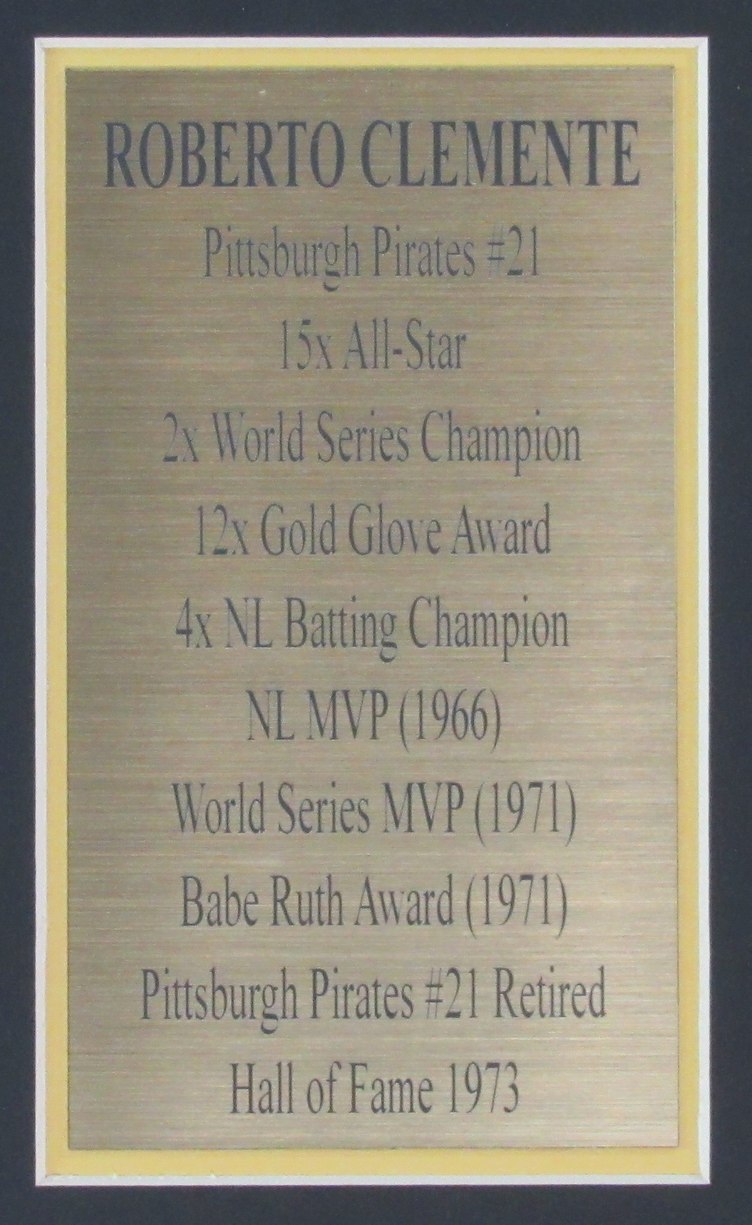 ROBERTO CLEMENTE
Pittsburgh Pirates #21
15x All-Star
2x World Series Champion
12x Gold Glove Award
4x NL Batting Champion
NL MVP (1966)
World Series MVP (1971)
Babe Ruth Award (1971)
Pittsburgh Pirates #21 Retired
Hall of Fame 1973